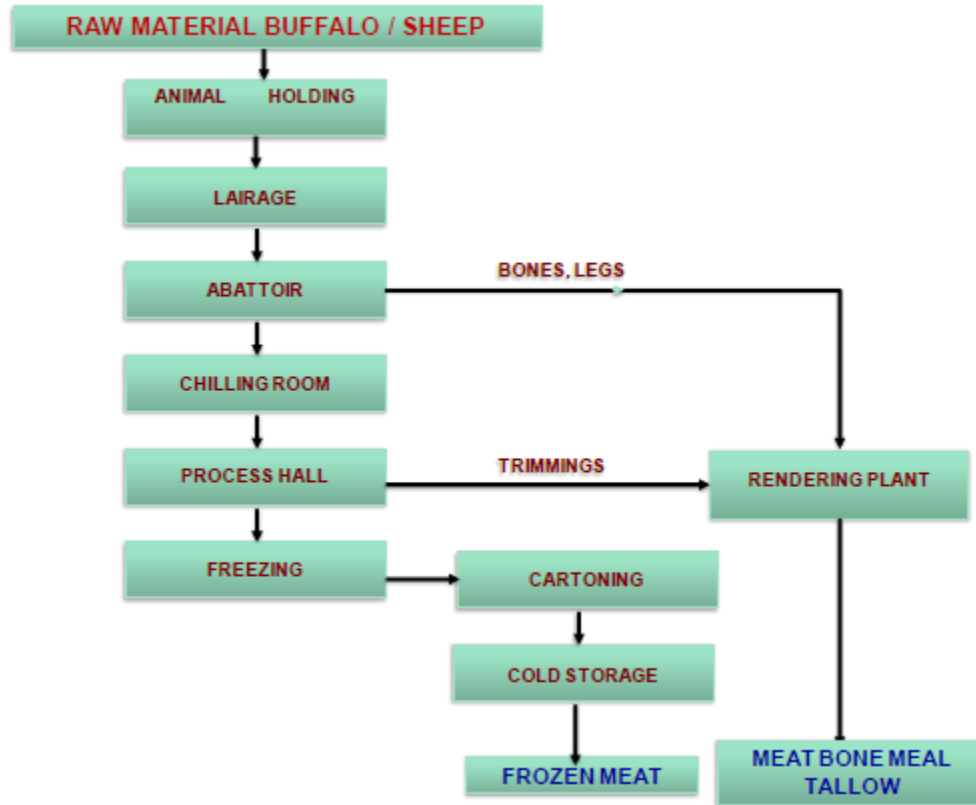 RAW MATERIAL BUFFALO / SHEEP
ANIMAL HOLDING
LAIRAGE
ABATTOIR
BONES, LEGS
CHILLING ROOM
PROCESS HALL
TRIMMINGS
RENDERING PLANT
FREEZING
CARTONING
COLD STORAGE
FROZEN MEAT
MEAT BONE MEAL
TALLOW